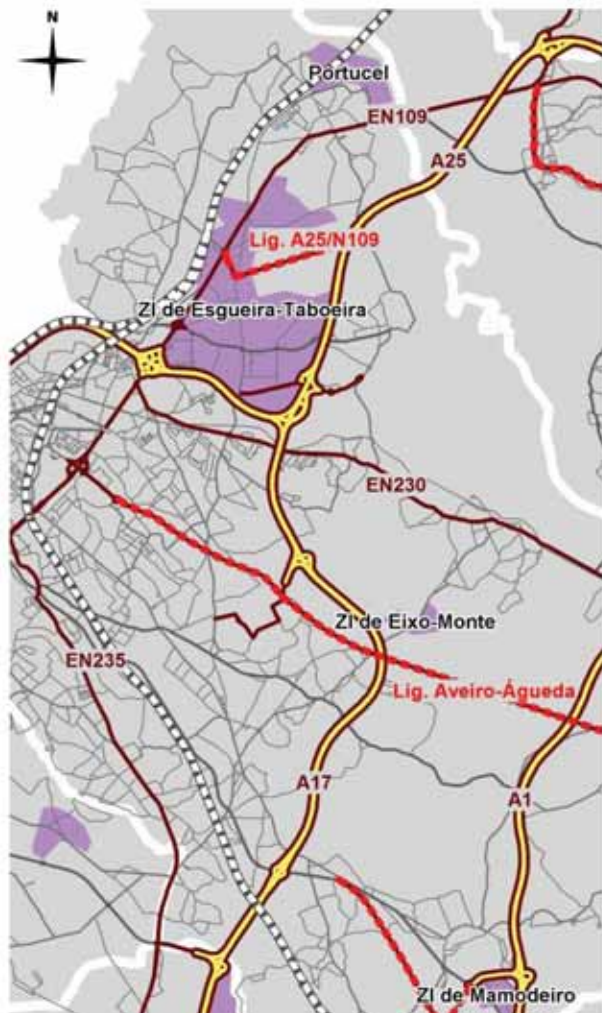 N
Portucel
EN109
A25
Lig. A25/N109
ZI de Esgueira-Taboeira
EN230
ZI de Eixo-Monte
EN235
Lig. Aveiro-Águeda
A17
A1
ZI de Mamodeiro